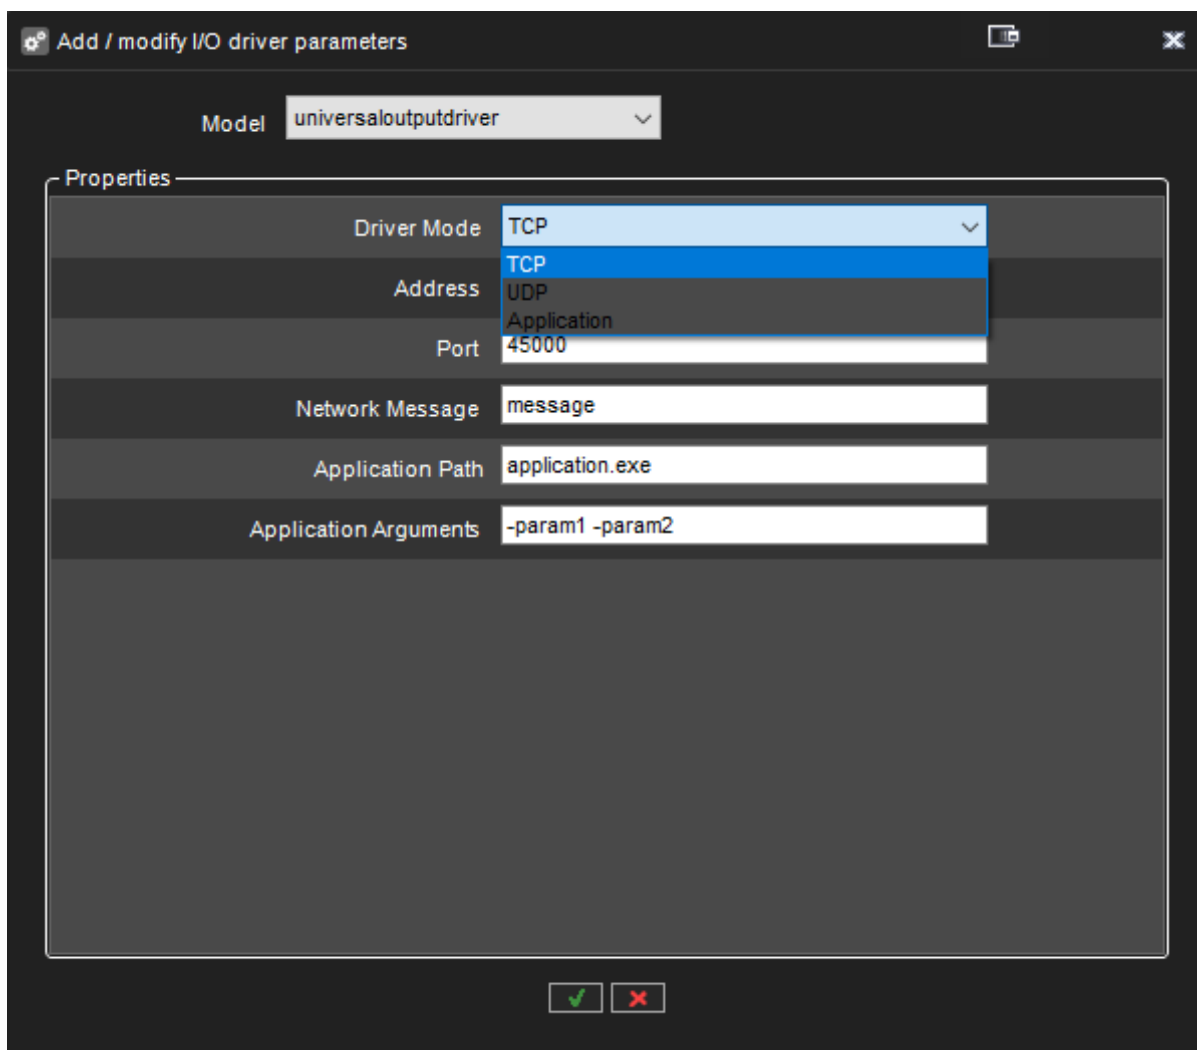 Add / modify I/O driver parameters
Model universaloutputdriver
Properties
Driver Mode TCP
TCP
Address UDP
Application
Port 45000
Network Message message
Application Path application.exe
Application Arguments -param1 -param2